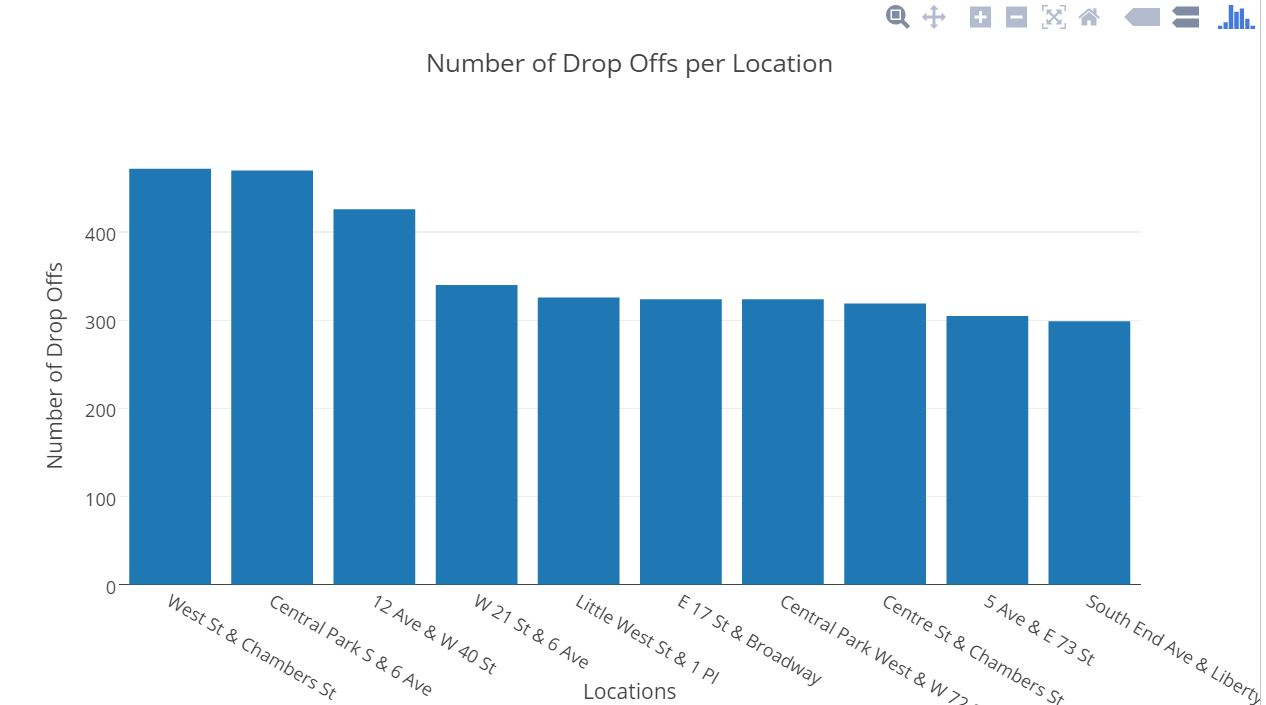 Number of Drop Offs per Location
Number of Drop Offs
400
300
200
100
0
West St & Chambers St
Central Park S & 6 Ave
12 Ave & W 40 St
W 21 St & 6 Ave
Little West St & 1 Pl
E 17 St & Broadway
Central Park West & W 72
Centre St & Chambers St
5 Ave & E 73 St
South End Ave & Liberty
Locations